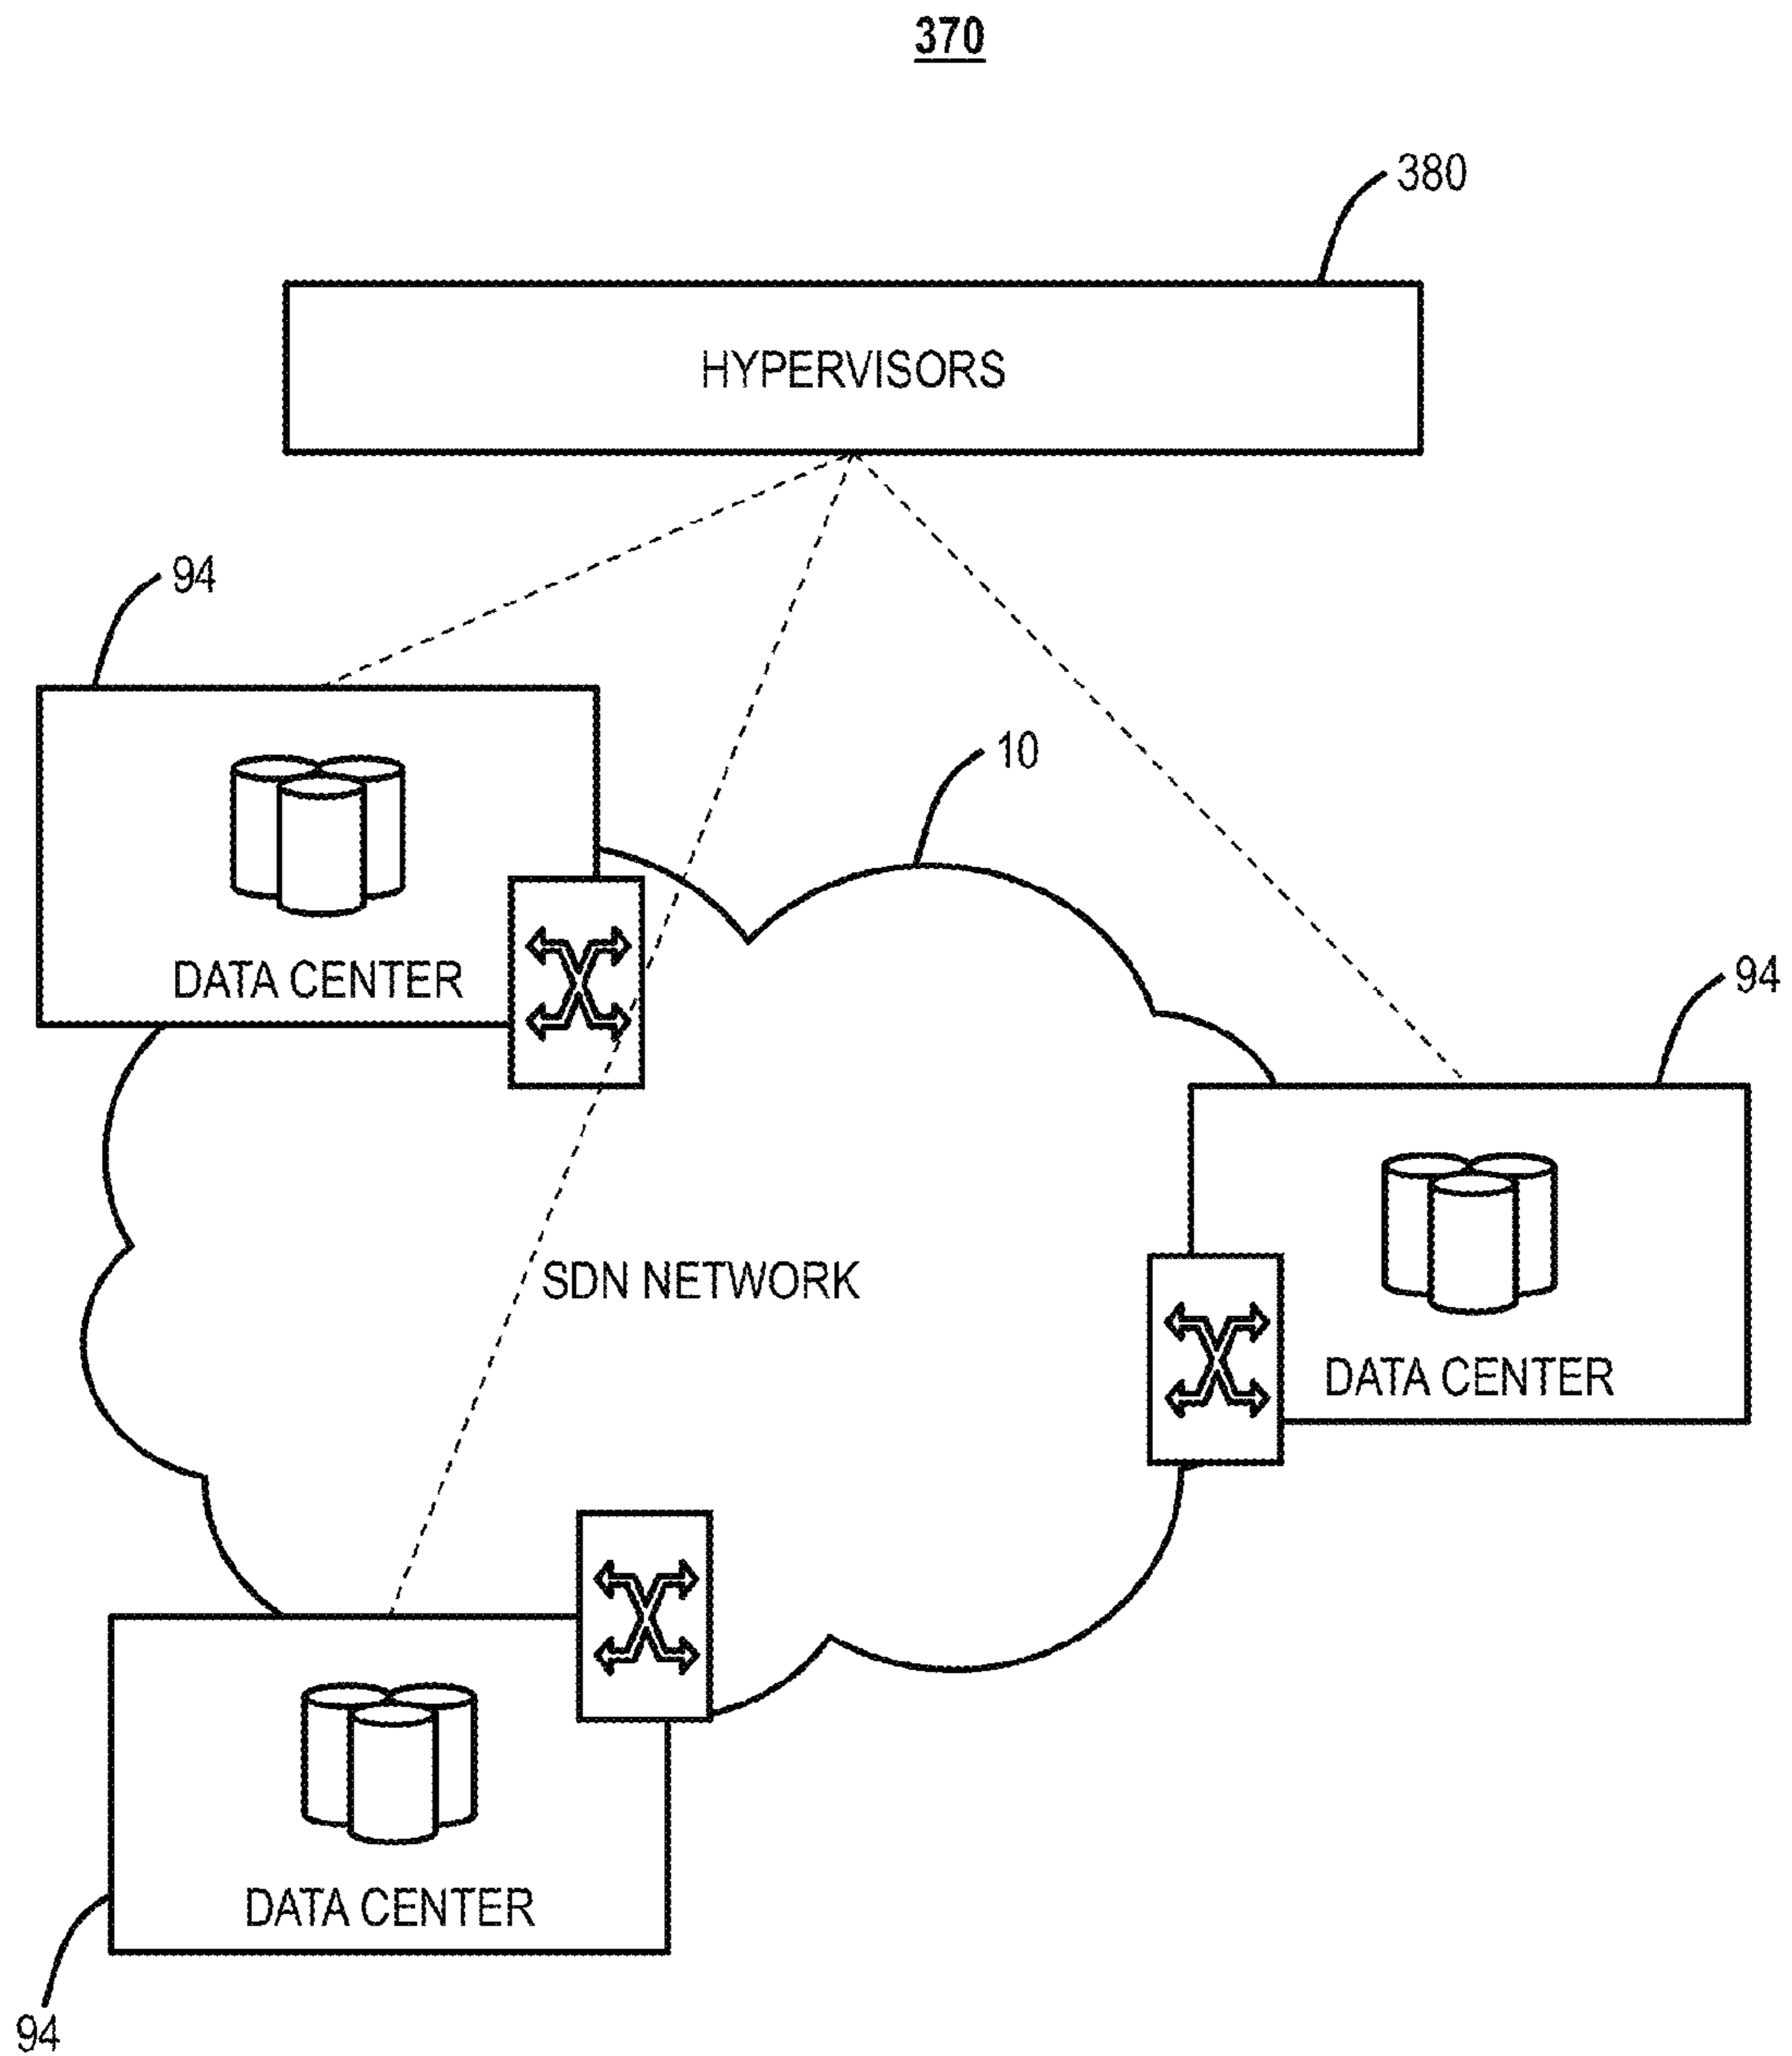 370
380
HYPERVISORS
94
10
DATA CENTER
94
SDN NETWORK
DATA CENTER
DATA CENTER
94